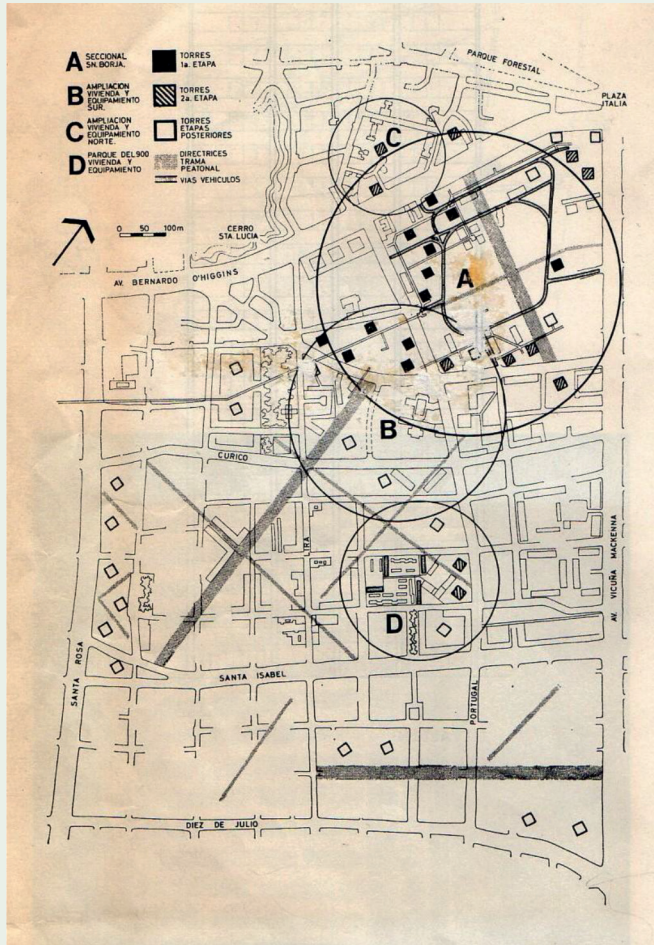 A SECCIONAL
SN. BORJA.
TORRES
1a. ETAPA
B AMPLIACION
VIVIENDA Y
EQUIPAMIENTO
SUR.
TORRES
2a. ETAPA
C AMPLIACION
VIVIENDA Y
EQUIPAMIENTO
NORTE.
TORRES
ETAPAS
POSTERIORES
D PARQUE DEL 900
VIVIENDA Y
EQUIPAMIENTO
DIRECTRICES
TRAMA
PEATONAL
VIAS VEHICULOS
0 50 100m
PARQUE FORESTAL
PLAZA
ITALIA
C
CERRO
STA. LUCIA
A
AV. BERNARDO O'HIGGINS
B
CURICO
LIRA
AV. VICUÑA MACKENNA
D
SANTA ROSA
SANTA ISABEL
PORTUGAL
DIEZ DE JULIO